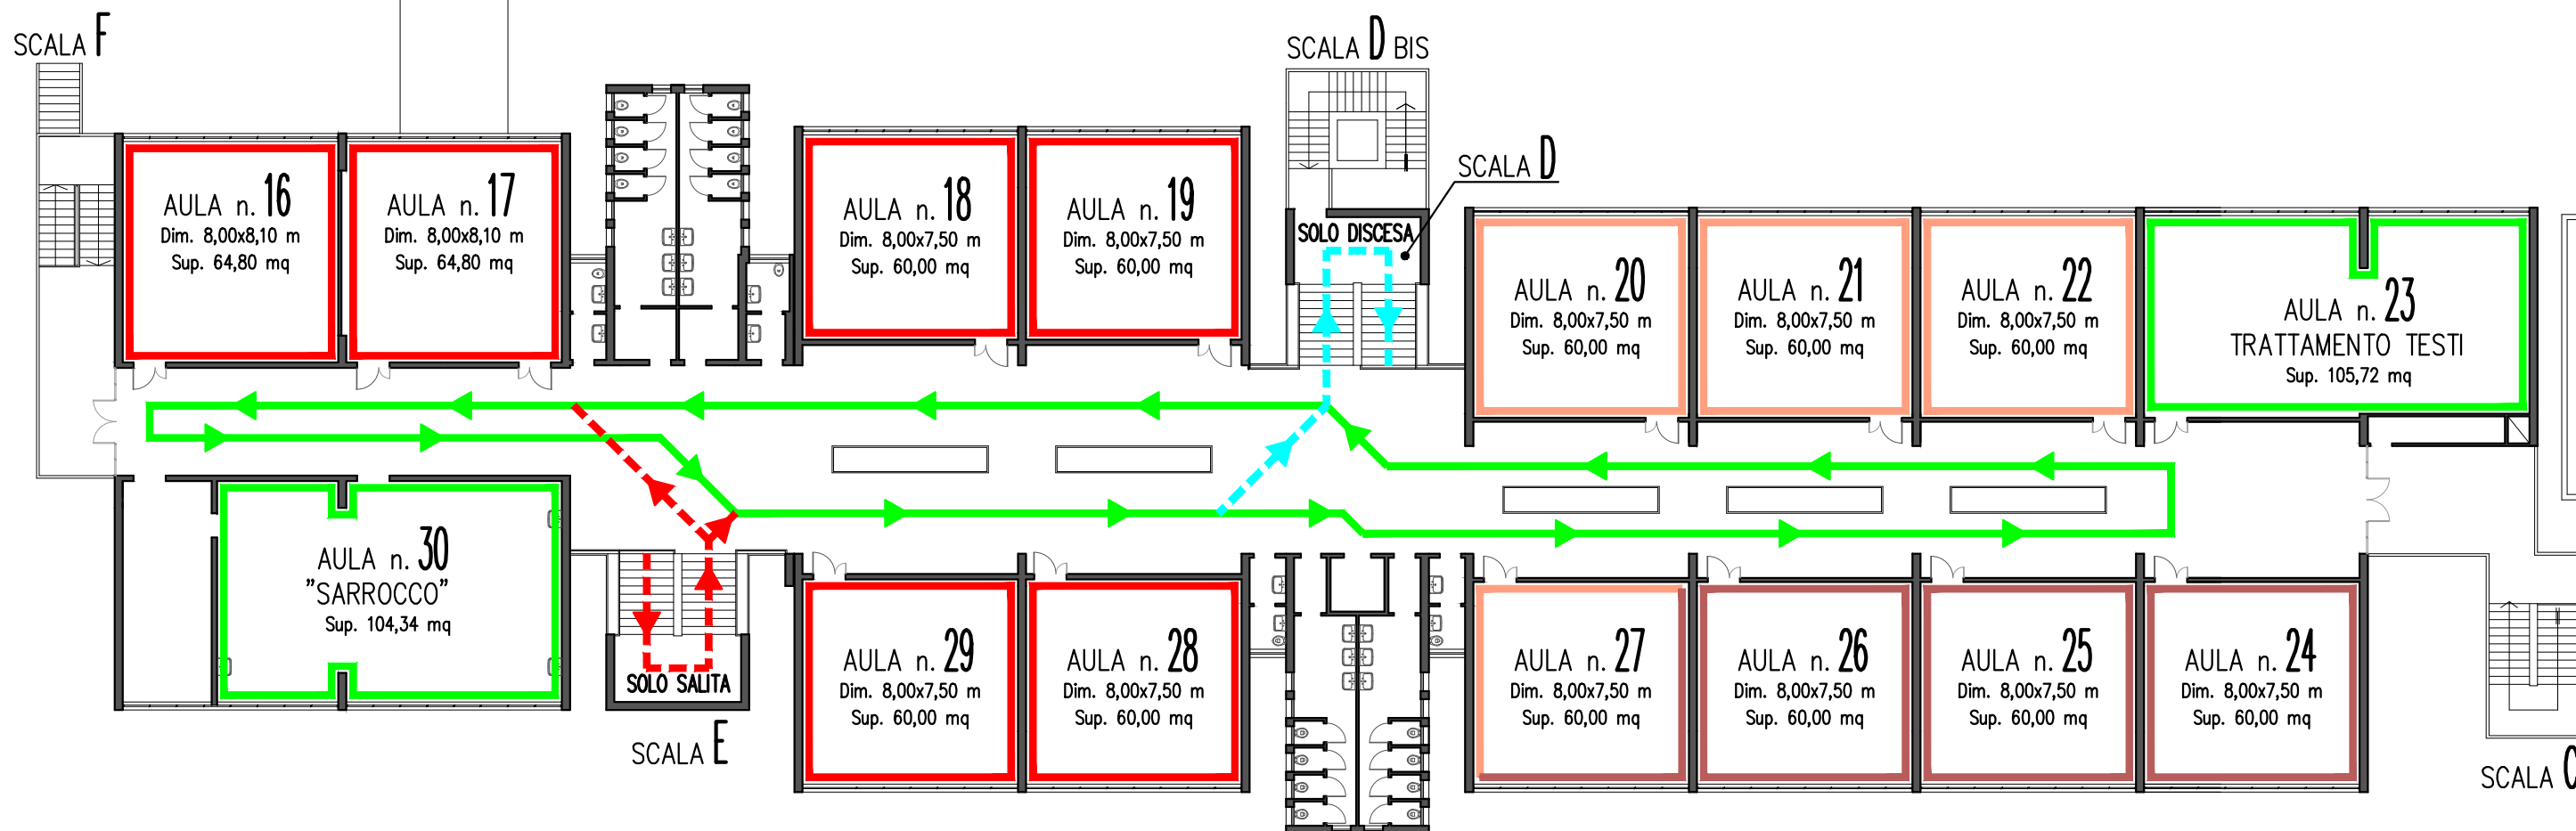 SCALA F
SCALA D BIS
SCALA D
AULA n. 16
Dim. 8,00x8,10 m
Sup. 64,80 mq
AULA n. 17
Dim. 8,00x8,10 m
Sup. 64,80 mq
AULA n. 18
Dim. 8,00x7,50 m
Sup. 60,00 mq
AULA n. 19
Dim. 8,00x7,50 m
Sup. 60,00 mq
SOLO DISCESA
AULA n. 20
Dim. 8,00x7,50 m
Sup. 60,00 mq
AULA n. 21
Dim. 8,00x7,50 m
Sup. 60,00 mq
AULA n. 22
Dim. 8,00x7,50 m
Sup. 60,00 mq
AULA n. 23
TRATTAMENTO TESTI
Sup. 105,72 mq
AULA n. 30
"SARROCCO"
Sup. 104,34 mq
SOLO SALITA
SCALA E
AULA n. 29
Dim. 8,00x7,50 m
Sup. 60,00 mq
AULA n. 28
Dim. 8,00x7,50 m
Sup. 60,00 mq
AULA n. 27
Dim. 8,00x7,50 m
Sup. 60,00 mq
AULA n. 26
Dim. 8,00x7,50 m
Sup. 60,00 mq
AULA n. 25
Dim. 8,00x7,50 m
Sup. 60,00 mq
AULA n. 24
Dim. 8,00x7,50 m
Sup. 60,00 mq
SCALA C